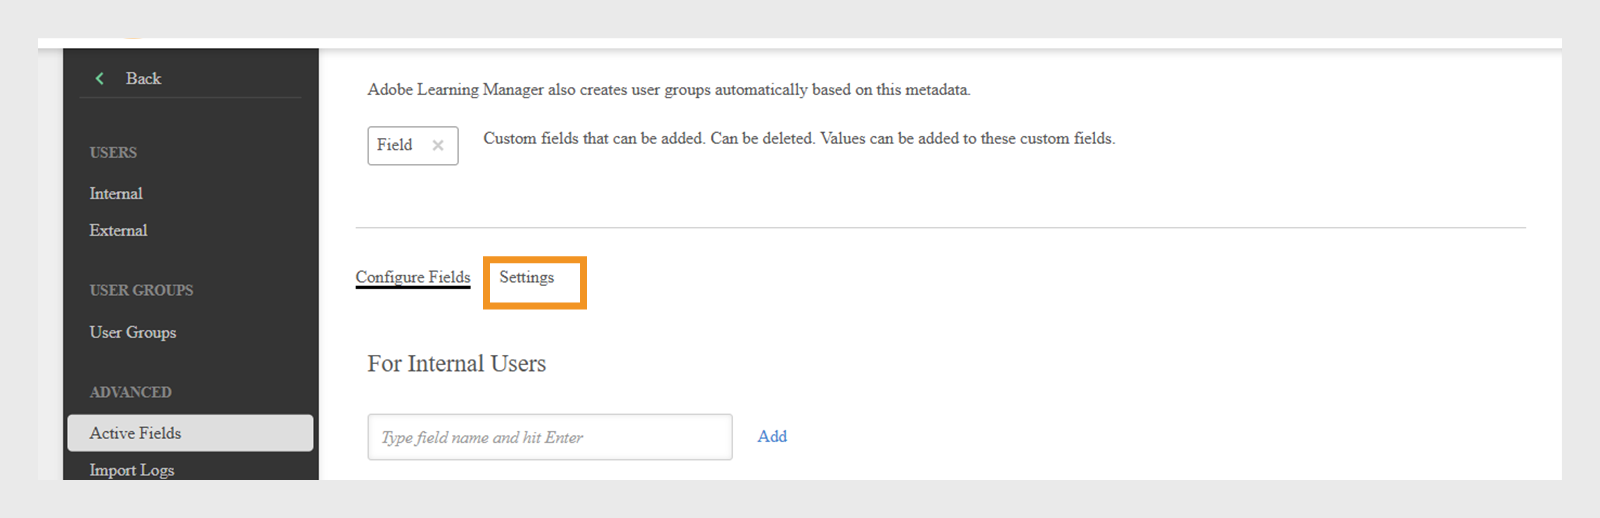 Back
USERS
Internal
External
USER GROUPS
User Groups
ADVANCED
Active Fields
Import Logs
Adobe Learning Manager also creates user groups automatically based on this metadata.
Field
Custom fields that can be added. Can be deleted. Values can be added to these custom fields.
Configure Fields Settings
For Internal Users
Type field name and hit Enter
Add